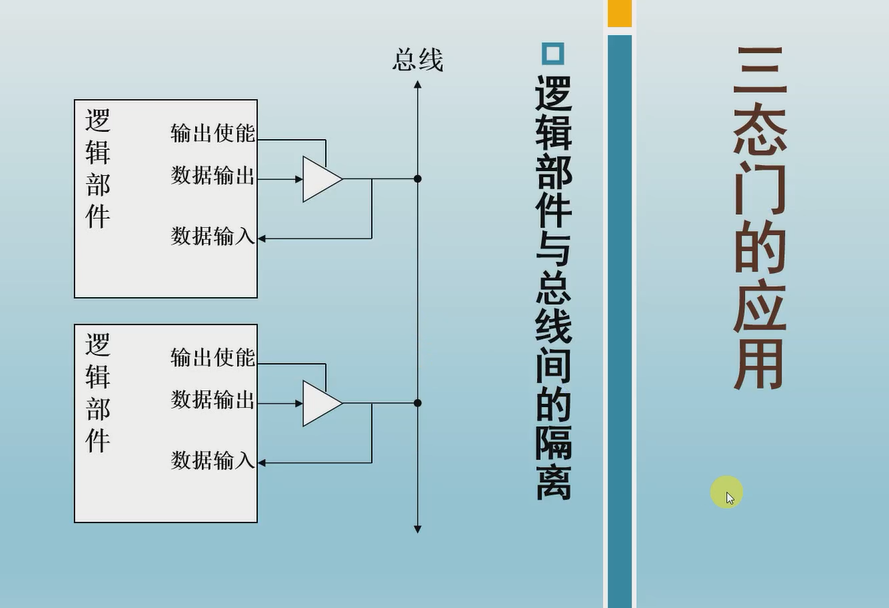 三态门的应用
逻辑部件与总线间的隔离
总线
逻辑部件
输出使能
数据输出
数据输入
逻辑部件
输出使能
数据输出
数据输入